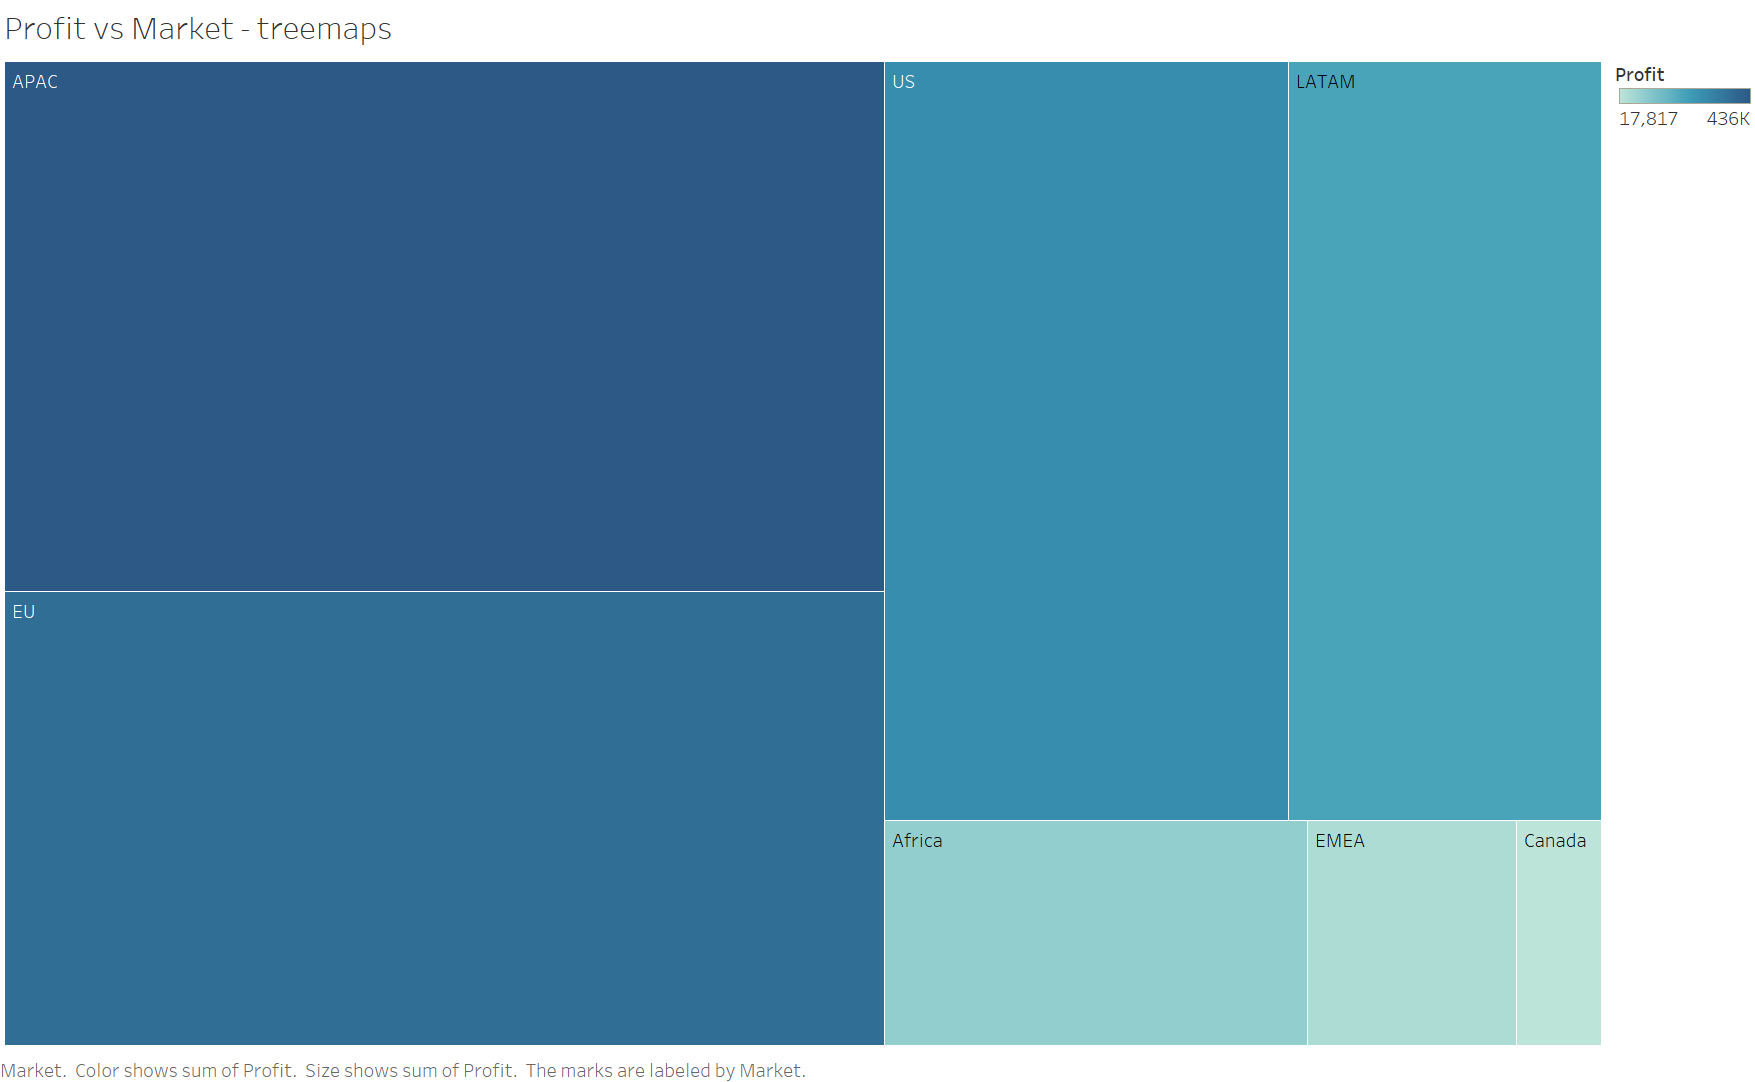 Profit vs Market - treemaps
APAC
US
LATAM
Profit
17,817 436K
EU
Africa
EMEA
Canada
Market. Color shows sum of Profit. Size shows sum of Profit. The marks are labeled by Market.